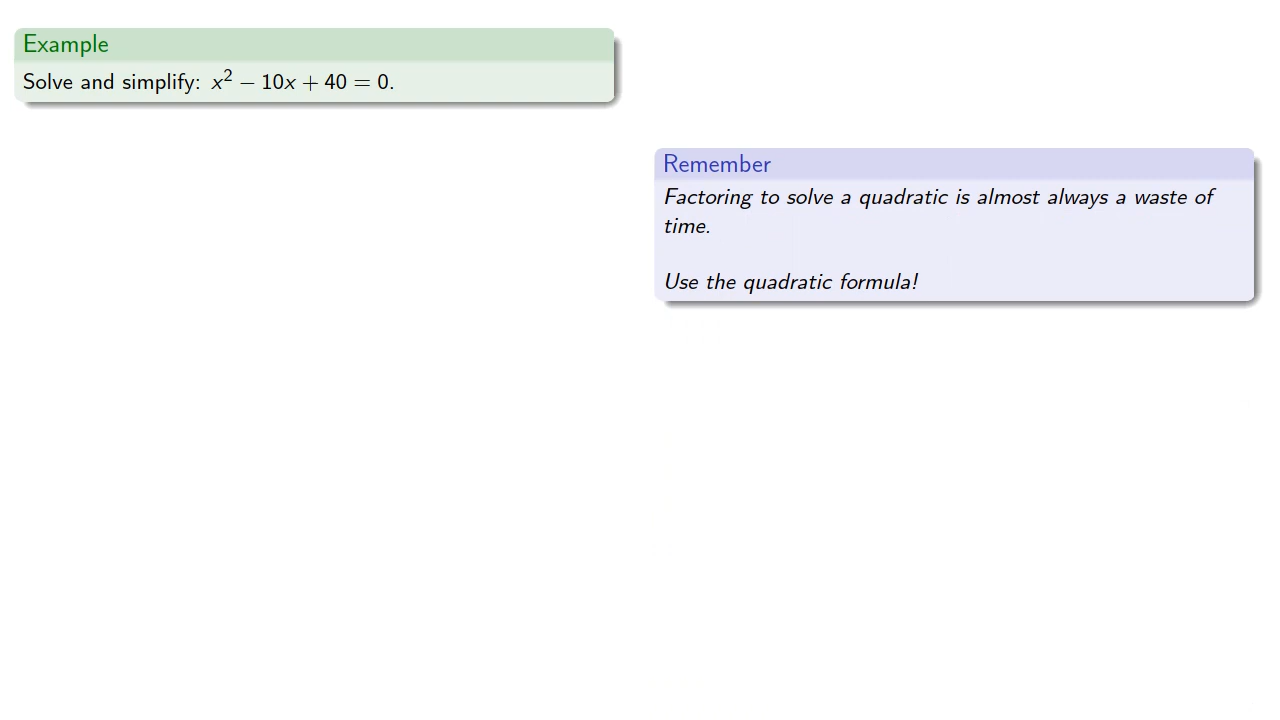 Example
Solve and simplify: x² − 10x + 40 = 0.
Remember
Factoring to solve a quadratic is almost always a waste of
time.
Use the quadratic formula!